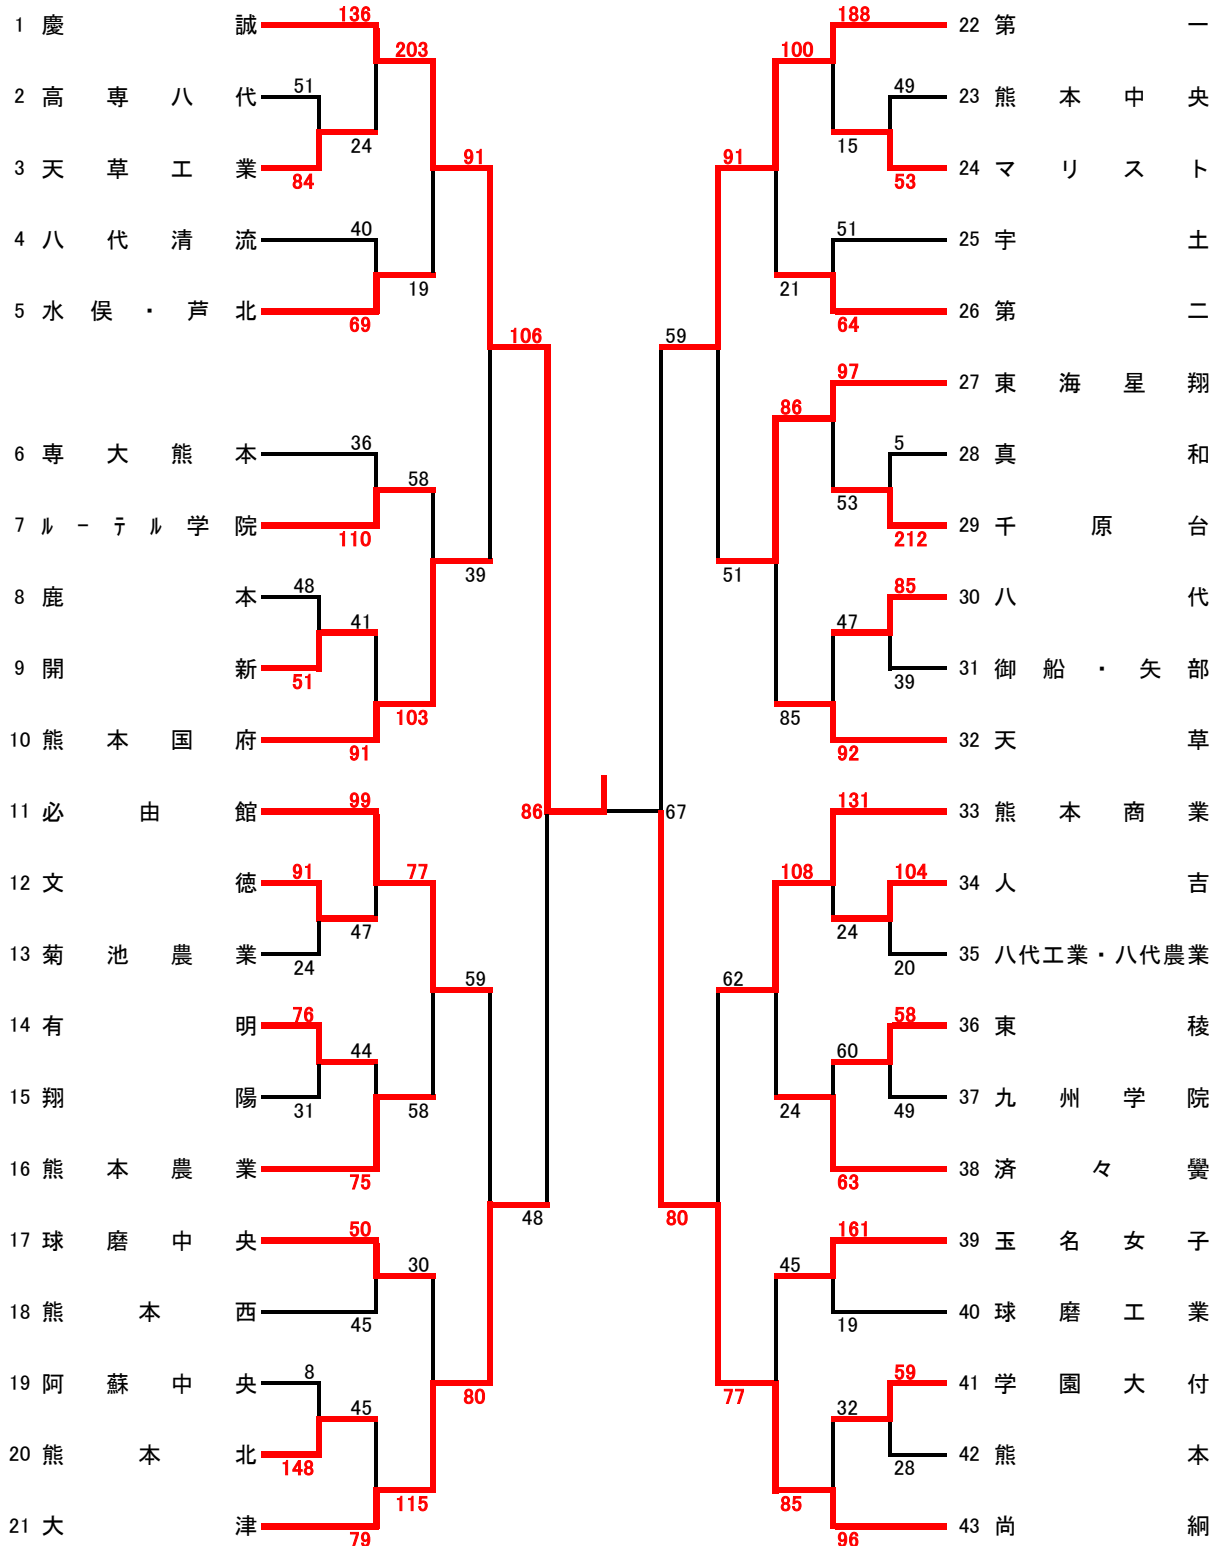 1 慶誠 136 188 22 第一
203 100
2 高専八代 51 49 23 熊本中央
24 15
3 天草工業 84 91 91 53 24 マリスト
4 八代清流 40 51 25 宇土
19 21
5 水俣・芦北 69 64 26 第二
106 59
97 27 東海星翔
86
6 専大熊本 36 5 28 真和
58 53
7 ルーテル学院 110 212 29 千原台
39 51
8 鹿本 48 85 30 八代
41 47
9 開新 51 39 31 御船・矢部
103 85
10 熊本国府 91 92 32 天草
11 必由館 99 86 67 131 33 熊本商業
12 文徳 91 77 108 104 34 人吉
47 24
13 菊池農業 24 20 35 八代工業・八代農業
59 62
14 有明 76 58 36 東稜
44 60
15 翔陽 31 58 24 49 37 九州学院
16 熊本農業 75 63 38 済々黌
48 80
17 球磨中央 50 161 39 玉名女子
30 45
18 熊本西 45 19 40 球磨工業
19 阿蘇中央 8 80 77 59 41 学園大付
45 32
20 熊本北 148 28 42 熊本
115 85
21 大津 79 96 43 尚絅